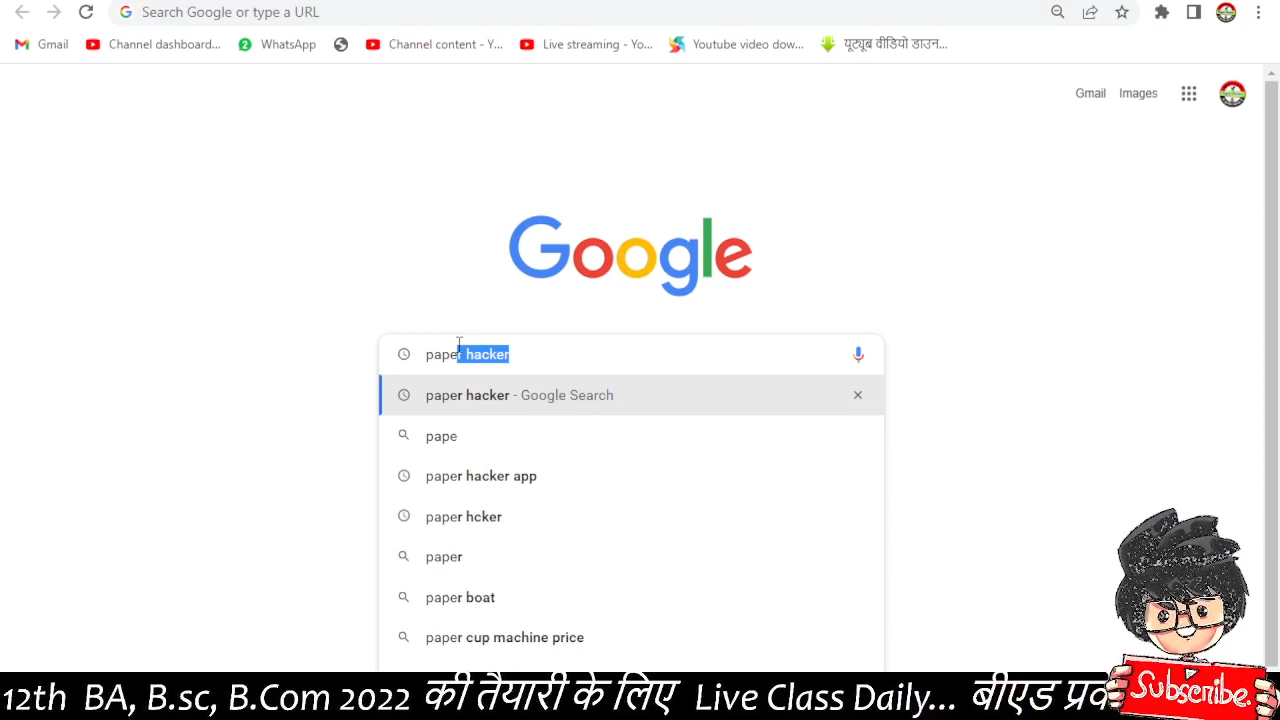 Search Google or type a URL
Gmail Channel dashboard... 2 WhatsApp Channel content - Y... Live streaming - Yo... Youtube video dow... यूट्यूब वीडियो डाउन...
Gmail Images
Google
paper hacker
paper hacker - Google Search
pape
paper hacker app
paper hcker
paper
paper boat
paper cup machine price
12th BA, B.sc, B.Com 2022 की तैयारी के लिए Live Class Daily... बीएड
Subscribe.